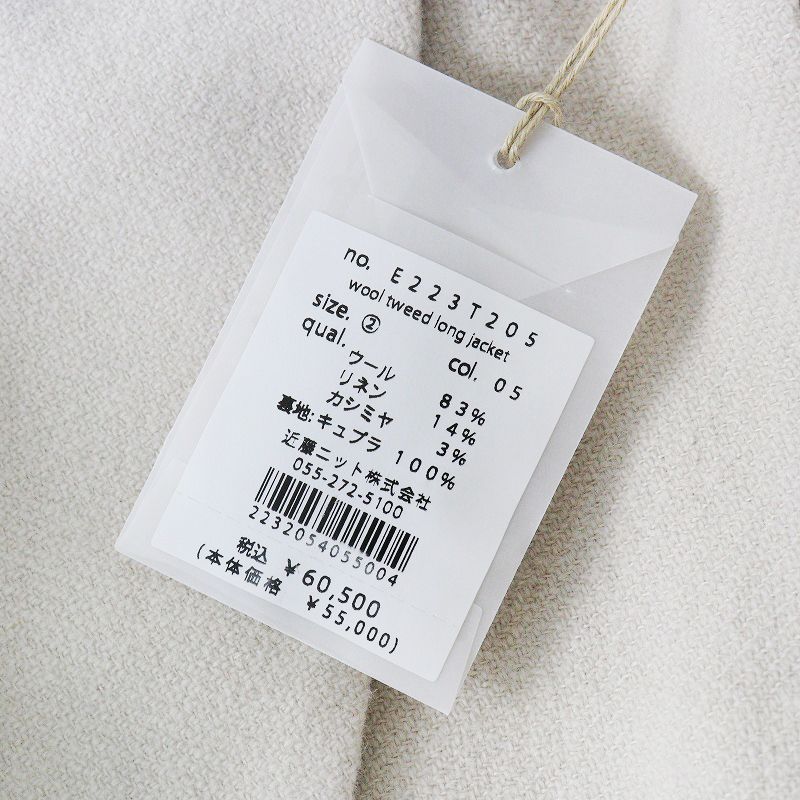 no. E223T205
wool tweed long jacket
size. ② col. 05
qual. ウール 83%
リネン 14%
カシミヤ 3%
裏地:キュプラ 100%
近藤ニット株式会社
055-272-5100
2232054055004
税込 ¥60,500
(本体価格 ¥55,000)